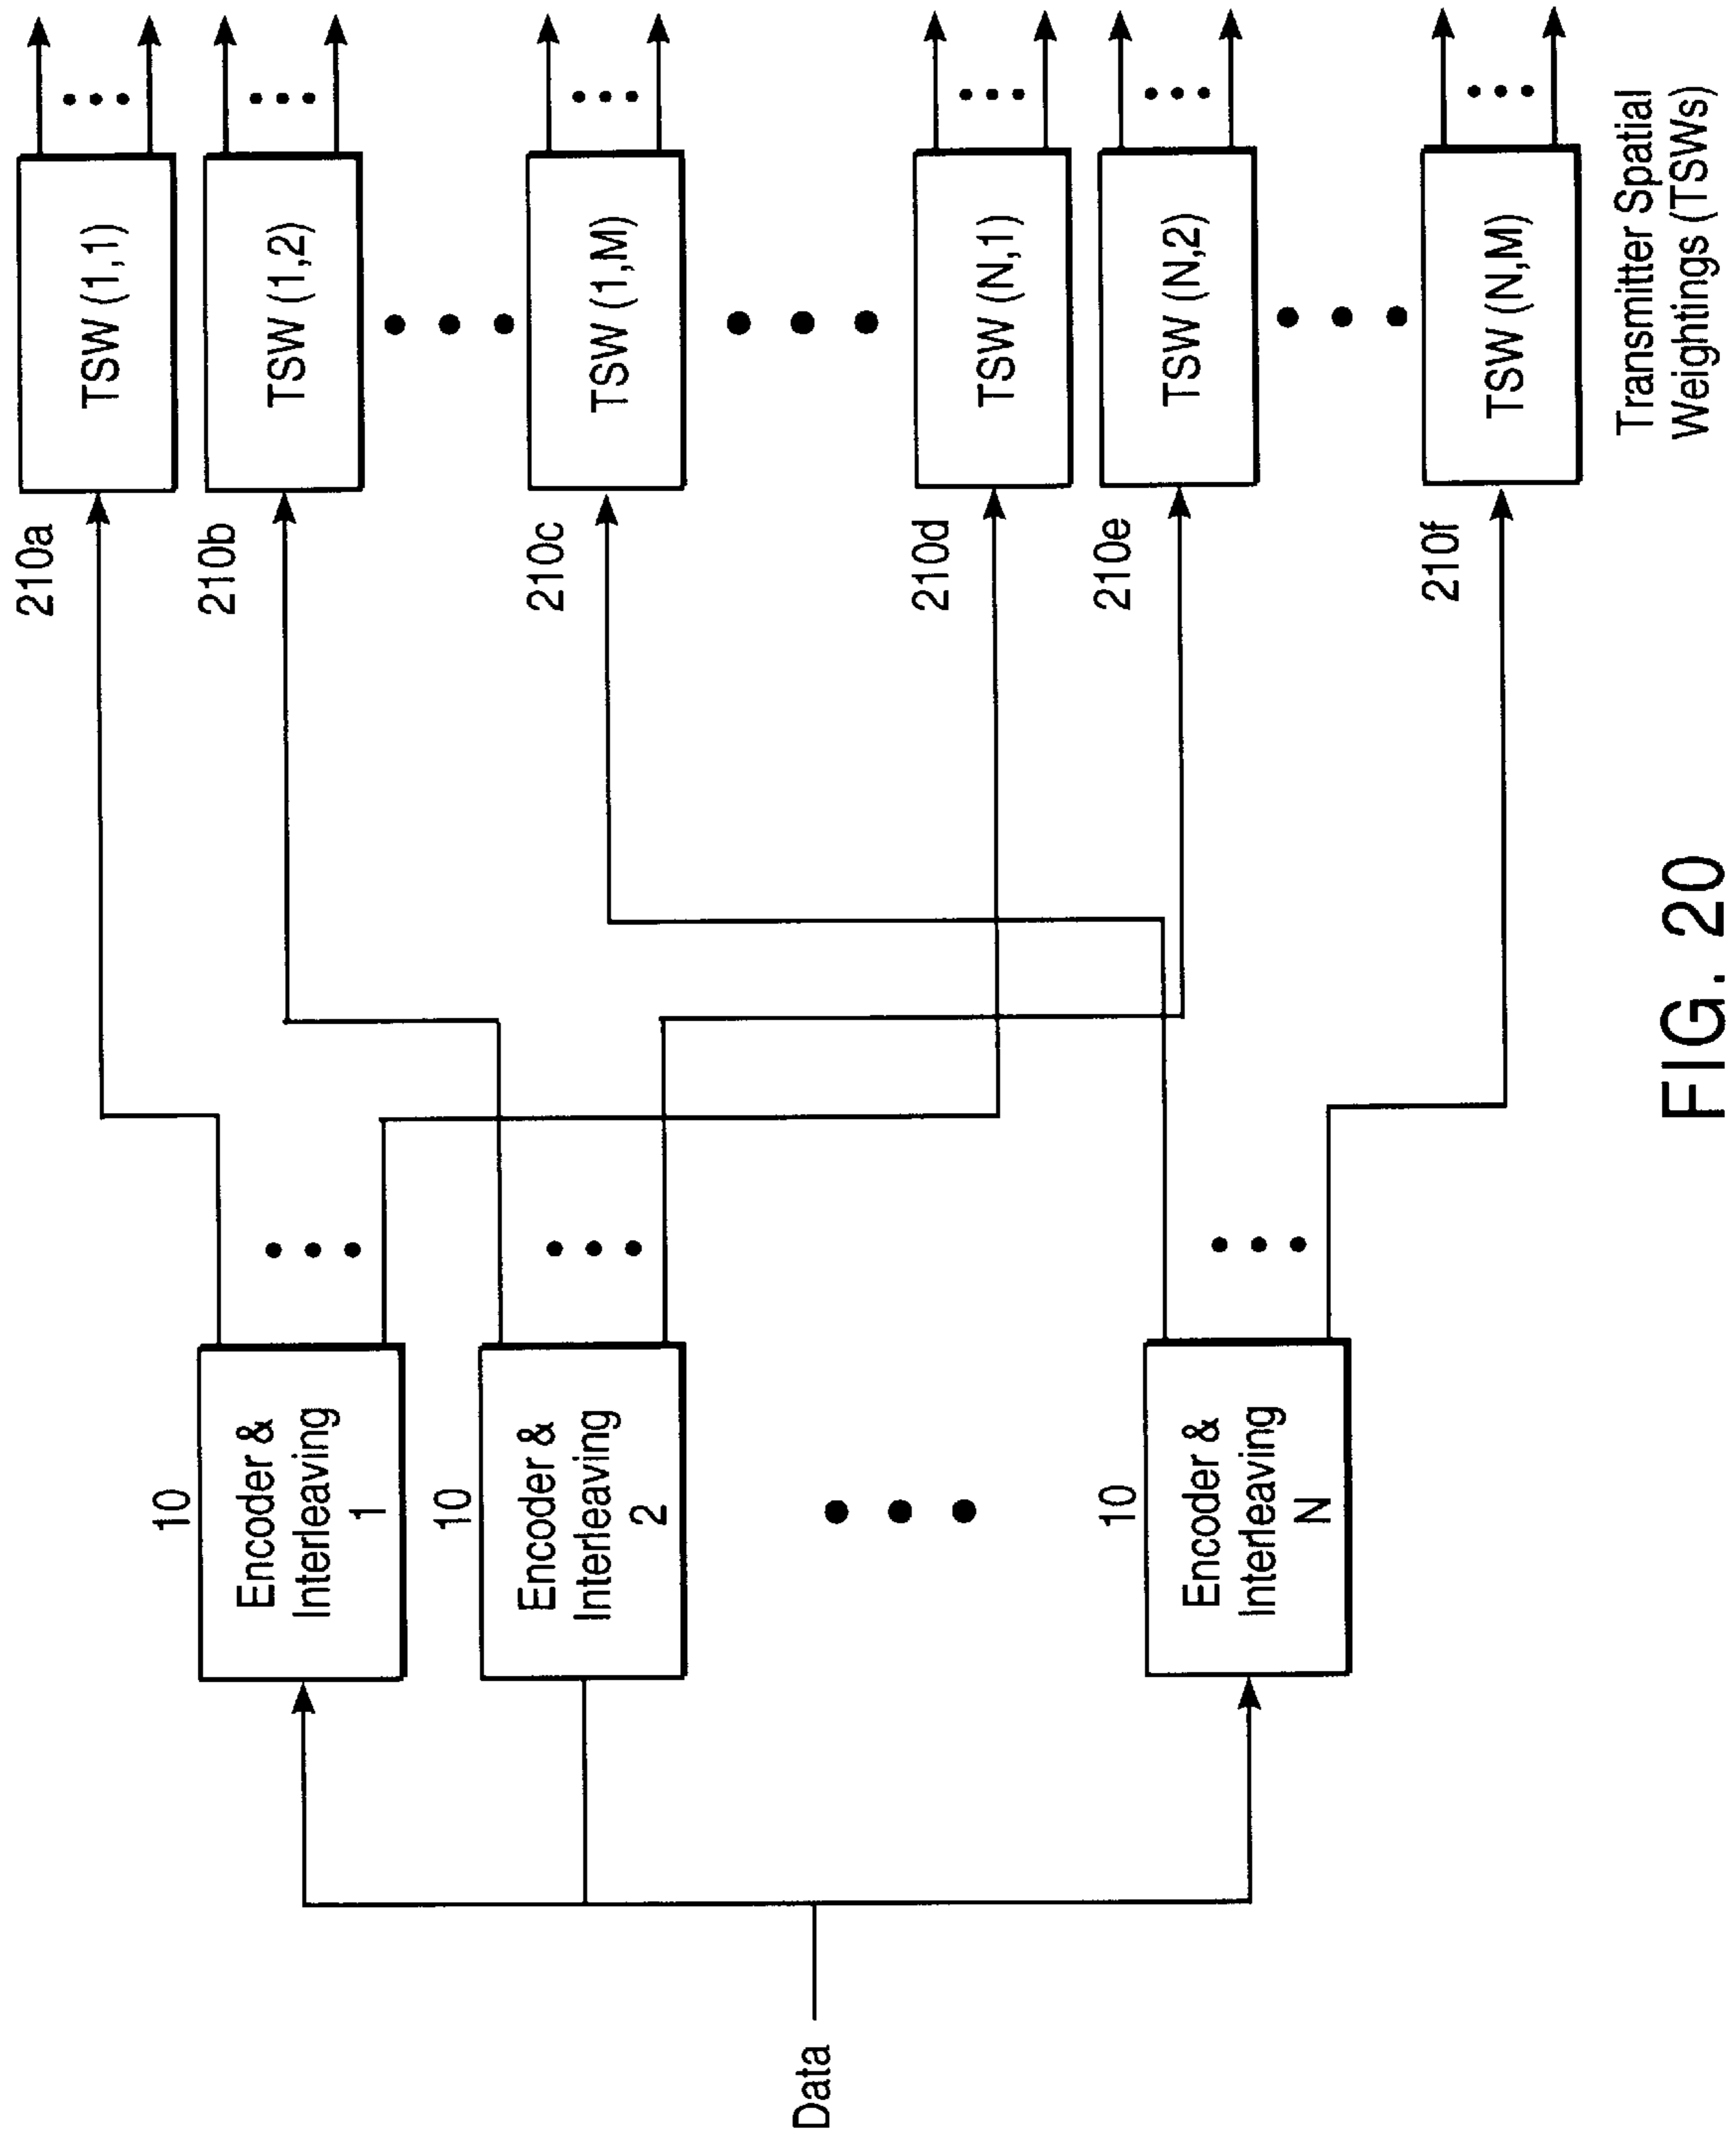 Data
10
Encoder &
Interleaving
1
10
Encoder &
Interleaving
2
10
Encoder &
Interleaving
N
210a
TSW (1,1)
210b
TSW (1,2)
210c
TSW (1,M)
210d
TSW (N,1)
210e
TSW (N,2)
210f
TSW (N,M)
Transmitter Spatial
Weightings (TSWs)
FIG. 20